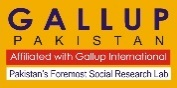 GALLUP
PAKISTAN
Affiliated with Gallup International
Pakistan's Foremost Social Research Lab